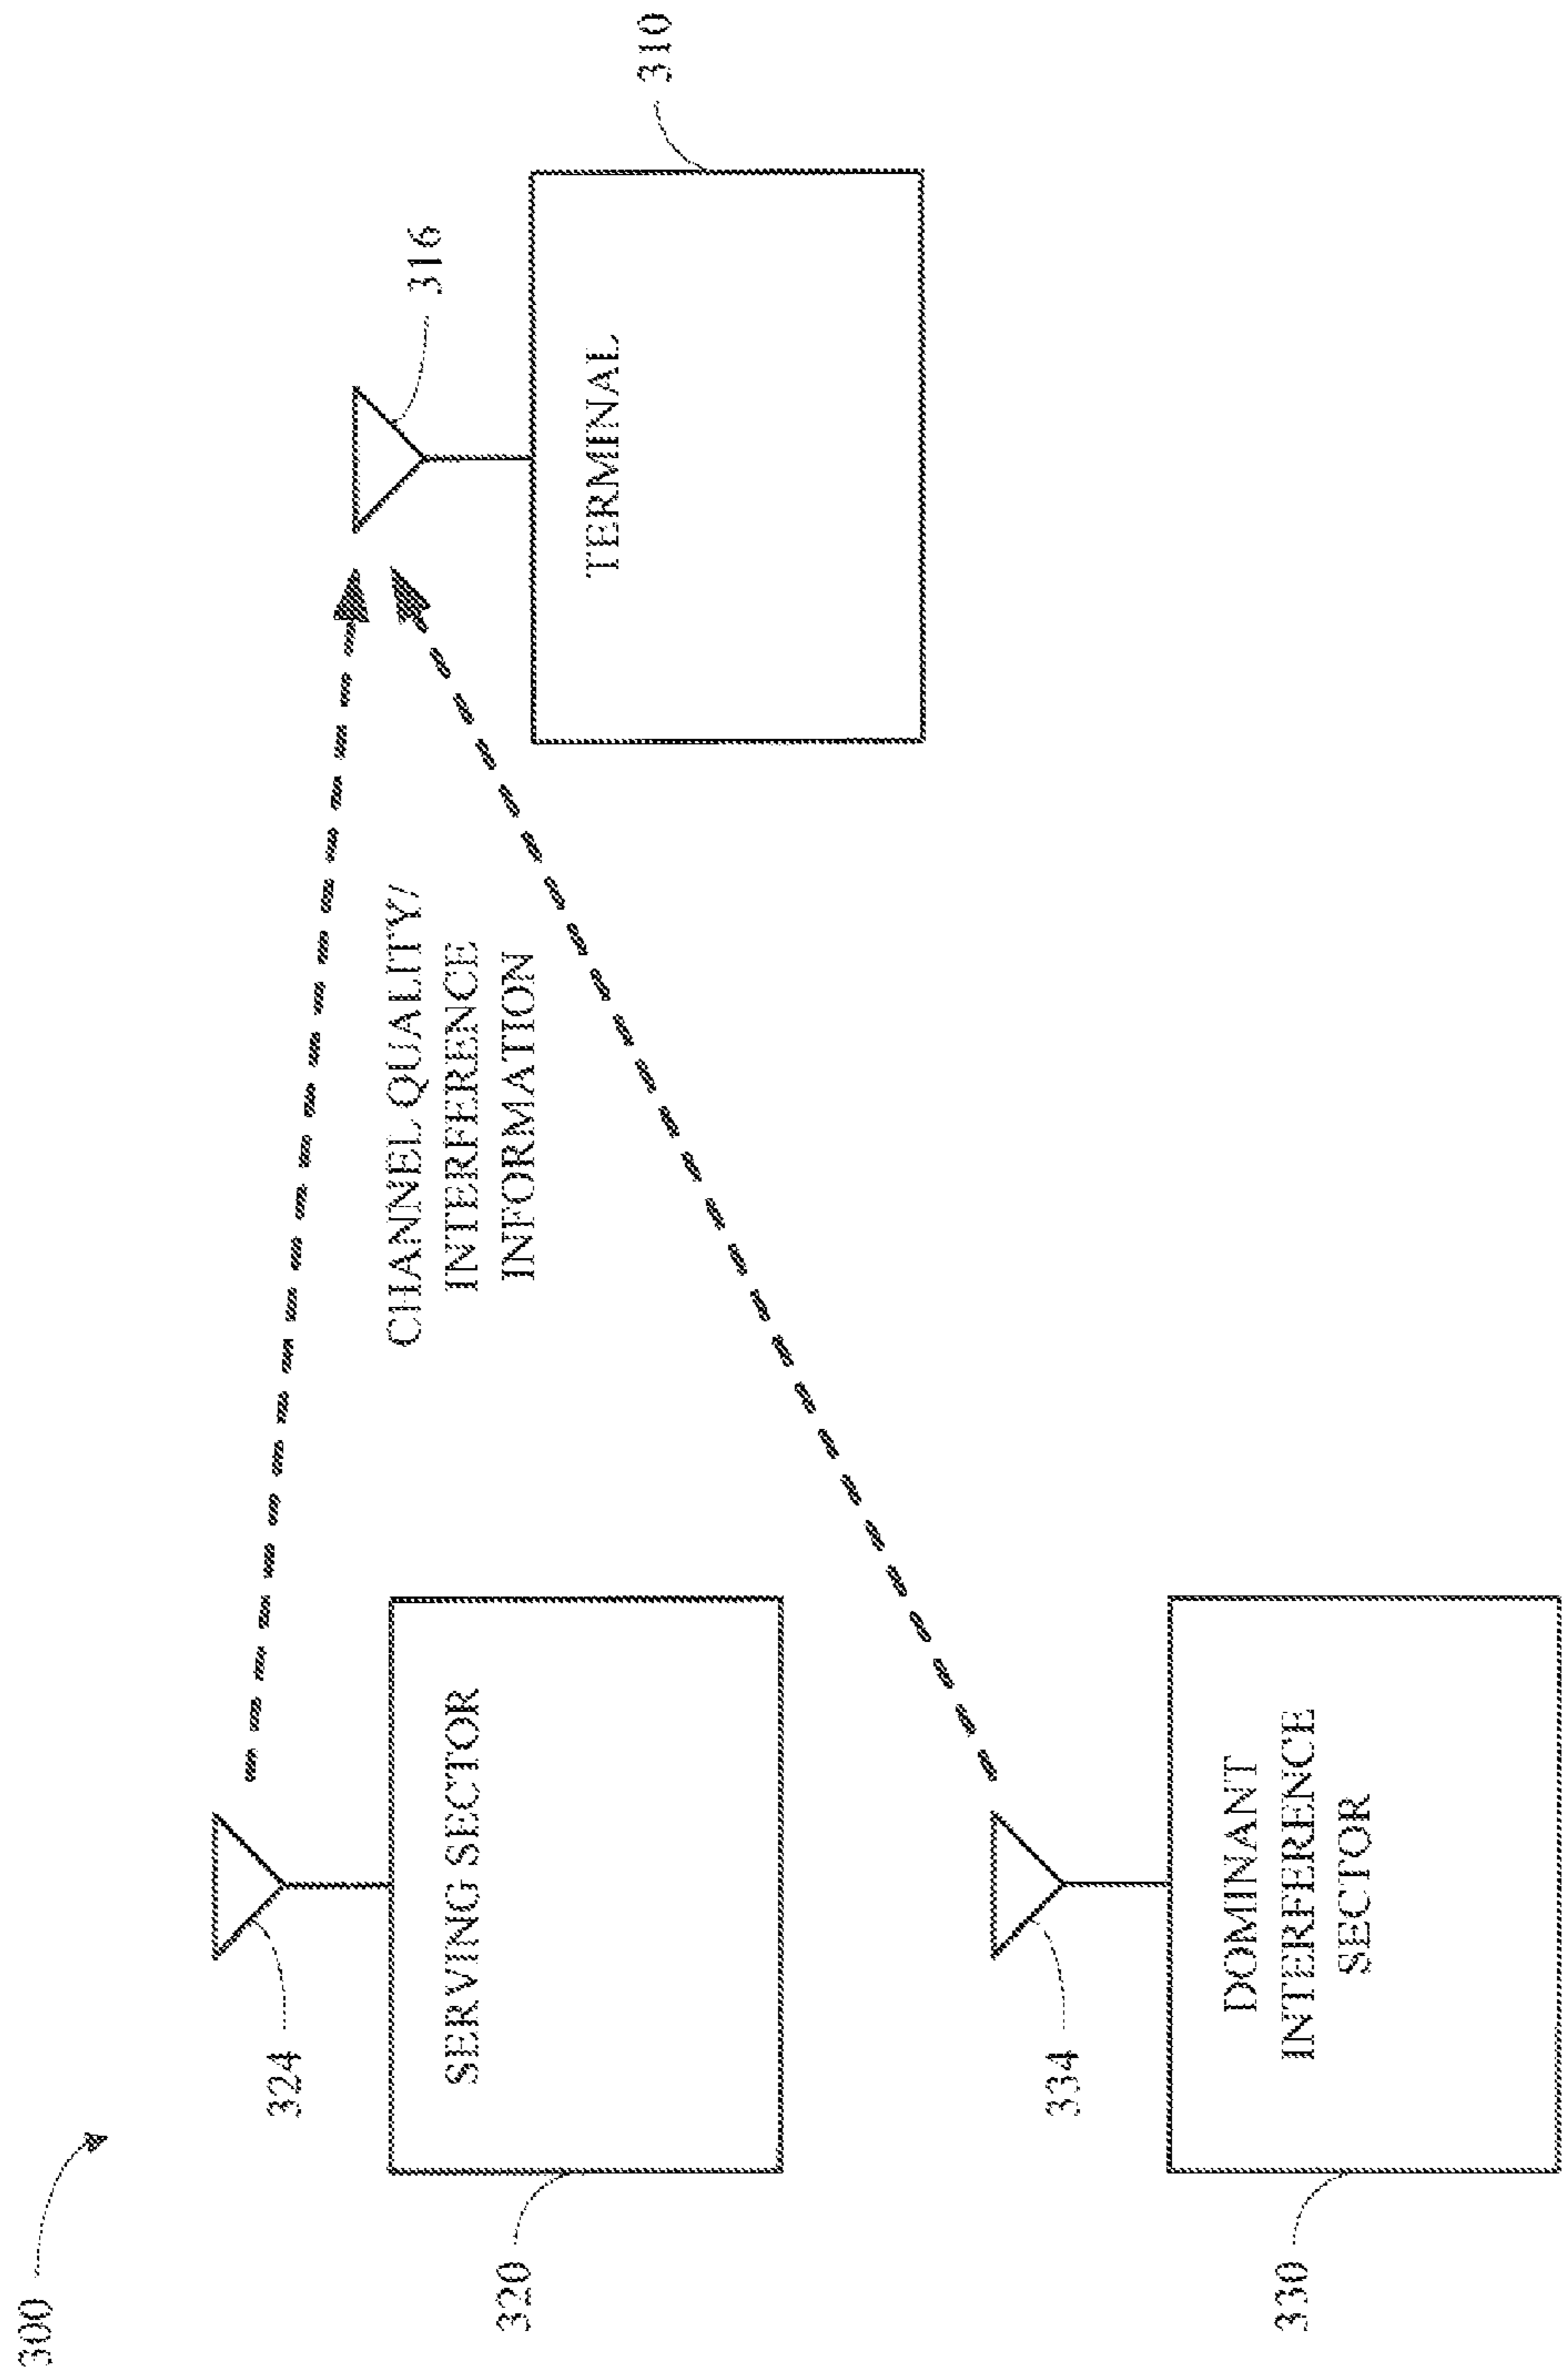 300
324
316
310
320
SERVING SECTOR
CHANNEL QUALITY/
INTERFERENCE
INFORMATION
TERMINAL
334
330
DOMINANT
INTERFERENCE
SECTOR